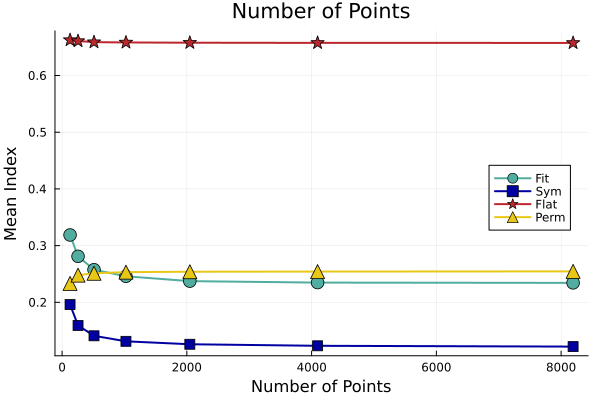 Number of Points
Mean Index
0.6
0.5
0.4
0.3
0.2
Fit
Sym
Flat
Perm
0 2000 4000 6000 8000
Number of Points